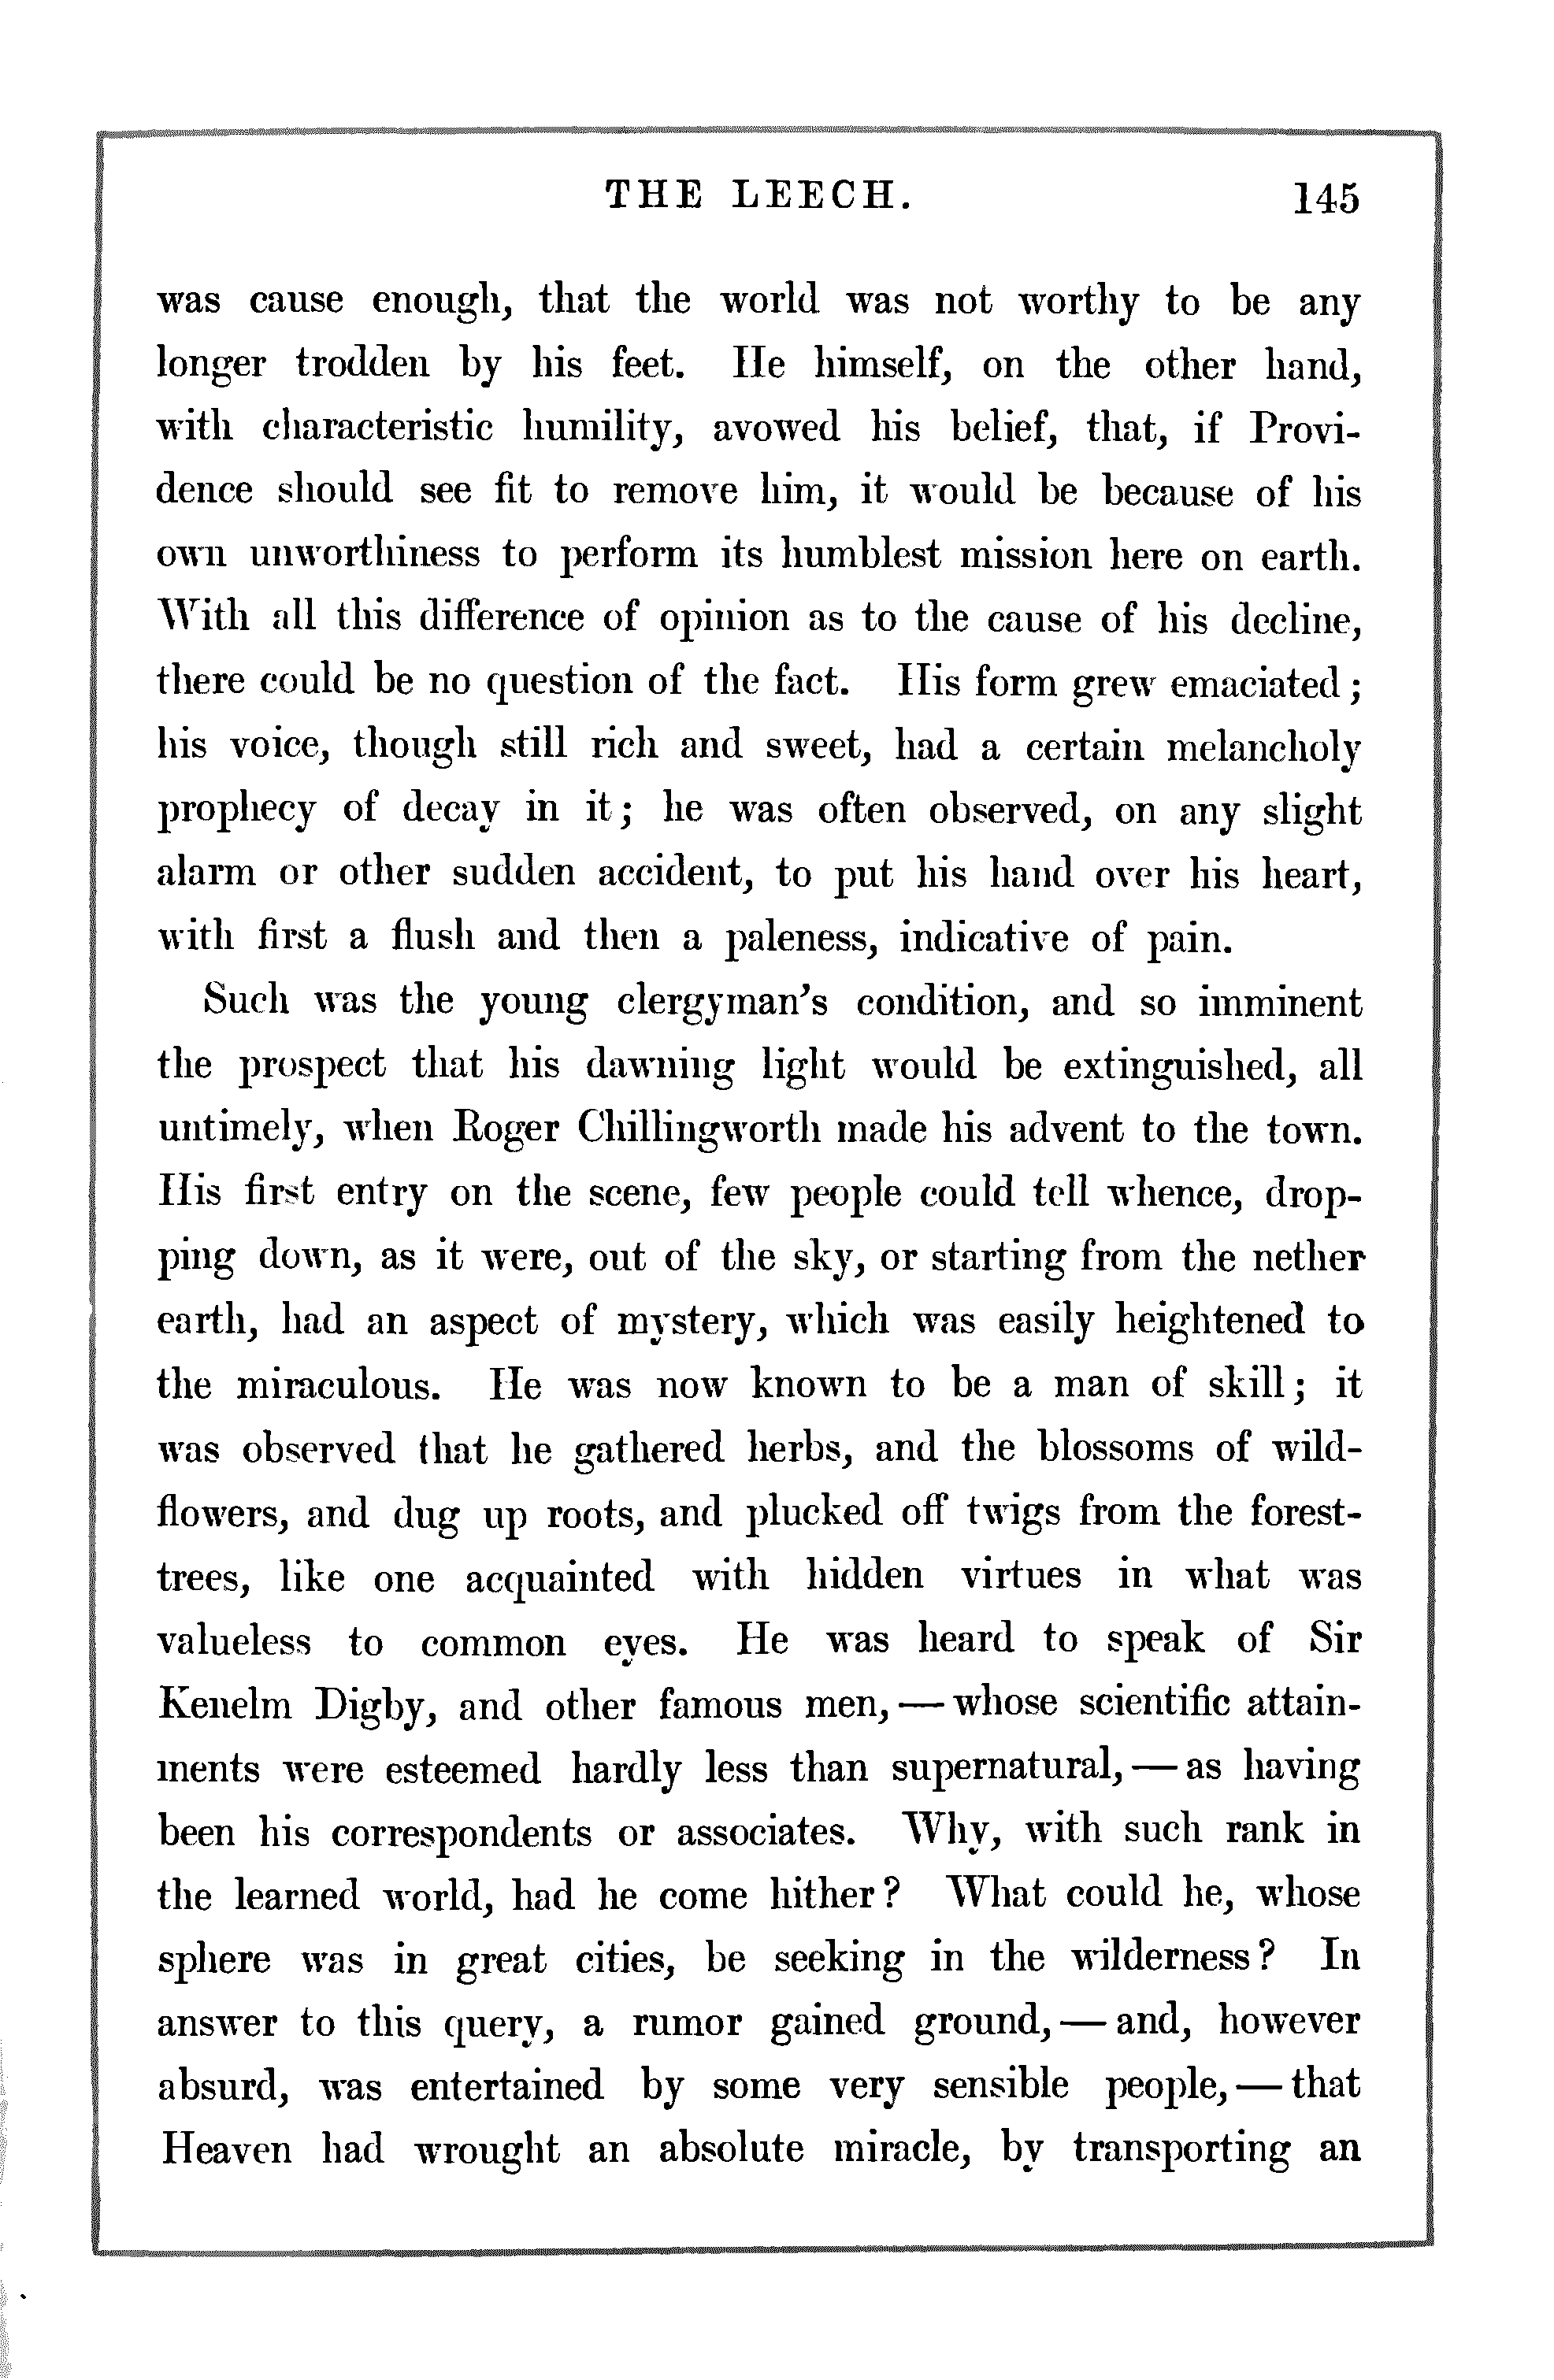 THE LEECH. 145
was cause enough, that the world was not worthy to be any
longer trodden by his feet. He himself, on the other hand,
with characteristic humility, avowed his belief, that, if Provi-
dence should see fit to remove him, it would be because of his
own unworthiness to perform its humblest mission here on earth.
With all this difference of opinion as to the cause of his decline,
there could be no question of the fact. His form grew emaciated;
his voice, though still rich and sweet, had a certain melancholy
prophecy of decay in it; he was often observed, on any slight
alarm or other sudden accident, to put his hand over his heart,
with first a flush and then a paleness, indicative of pain.
Such was the young clergyman's condition, and so imminent
the prospect that his dawning light would be extinguished, all
untimely, when Roger Chillingworth made his advent to the town.
His first entry on the scene, few people could tell whence, drop-
ping down, as it were, out of the sky, or starting from the nether
earth, had an aspect of mystery, which was easily heightened to
the miraculous. He was now known to be a man of skill; it
was observed that he gathered herbs, and the blossoms of wild-
flowers, and dug up roots, and plucked off twigs from the forest-
trees, like one acquainted with hidden virtues in what was
valueless to common eyes. He was heard to speak of Sir
Kenelm Digby, and other famous men, — whose scientific attain-
ments were esteemed hardly less than supernatural, — as having
been his correspondents or associates. Why, with such rank in
the learned world, had he come hither? What could he, whose
sphere was in great cities, be seeking in the wilderness? In
answer to this query, a rumor gained ground, — and, however
absurd, was entertained by some very sensible people, — that
Heaven had wrought an absolute miracle, by transporting an